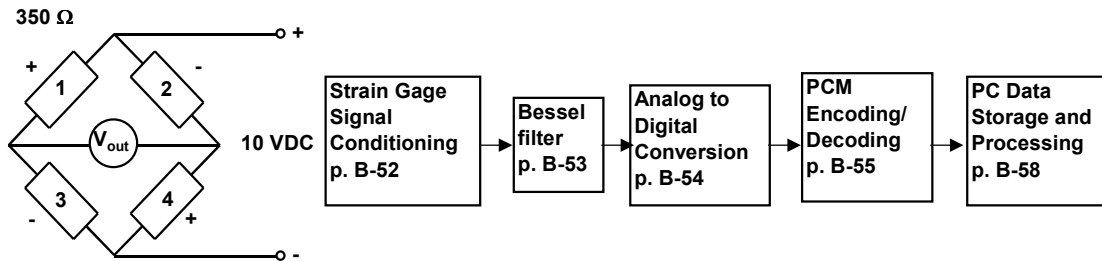 350 Ω
+
-
1
2
V out
3
4
-
+
+
10 VDC
-
Strain Gage
Signal
Conditioning
p. B-52
Bessel
filter
p. B-53
Analog to
Digital
Conversion
p. B-54
PCM
Encoding/
Decoding
p. B-55
PC Data
Storage and
Processing
p. B-58